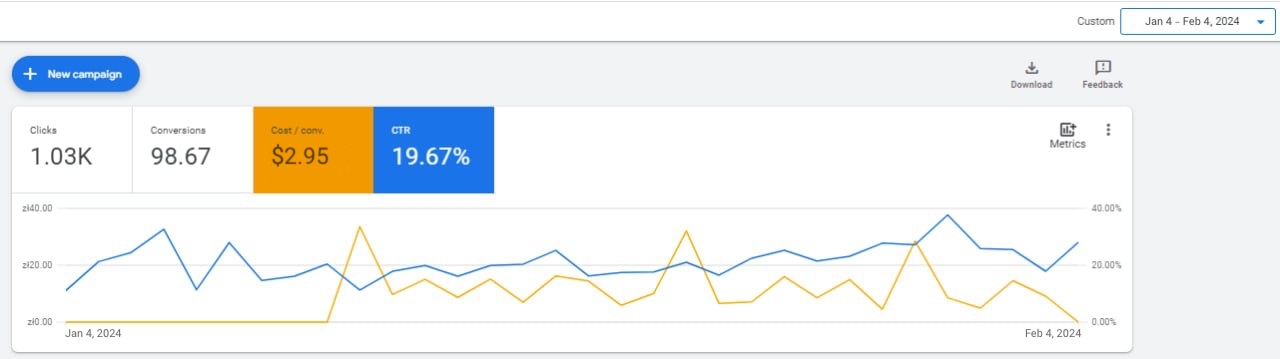 Custom Jan 4 – Feb 4, 2024
New campaign
Download
Feedback
Clicks
1.03K
Conversions
98.67
Cost / conv.
$2.95
CTR
19.67%
Metrics
zł40.00
40.00%
zł20.00
20.00%
zł0.00
0.00%
Jan 4, 2024
Feb 4, 2024